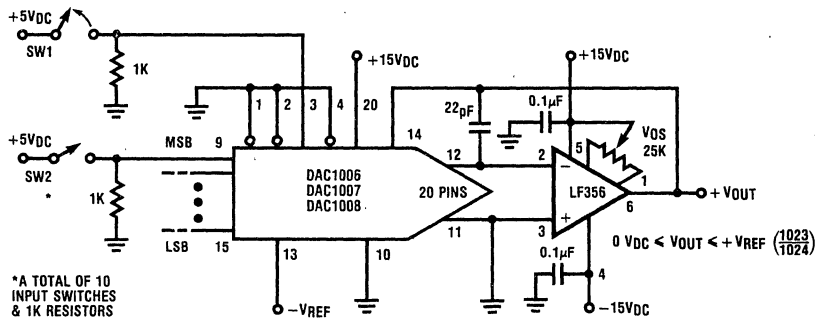 +5VDC
SW1
1K
+15VDC
+15VDC
1 2 3 4 20
14
22pF
0.1µF
VOS
25K
5
1
+5VDC
SW2
*
1K
MSB 9
DAC1006
DAC1007
DAC1008
20 PINS
12
11
2
3
−
+
LF356
6
+VOUT
0 VDC ≤ VOUT ≤ +VREF (1023/1024)
LSB 15
13
10
−VREF
0.1µF
4
−15VDC
*A TOTAL OF 10
INPUT SWITCHES
& 1K RESISTORS